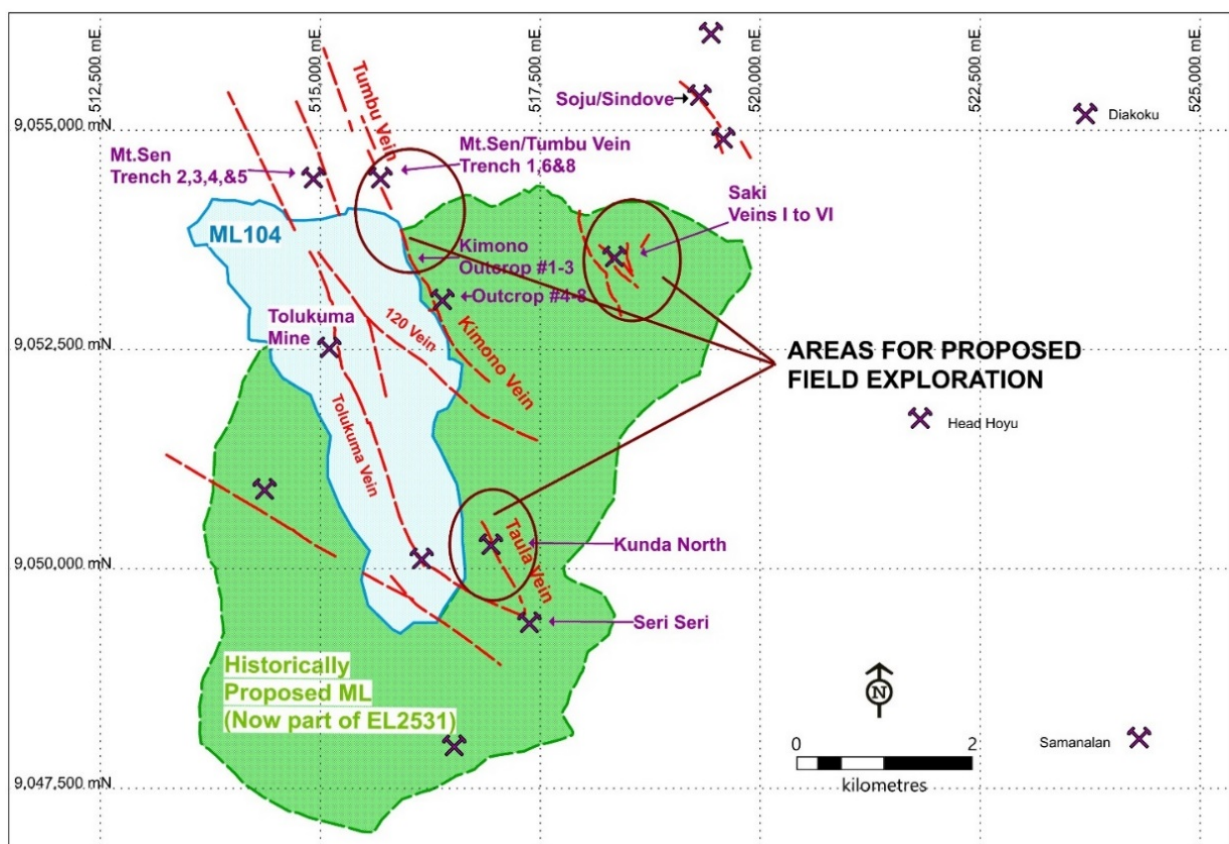 512,500 mE
515,000 mE
517,500 mE
520,000 mE
522,500 mE
525,000 mE
9,055,000 mN
9,052,500 mN
9,050,000 mN
9,047,500 mN
Tumbu Vein
Soju/Sindove
Diakoku
Mt.Sen
Trench 2,3,4,&5
Mt.Sen/Tumbu Vein
Trench 1,6&8
Saki
Veins I to VI
ML104
Kimono
Outcrop #1-3
Outcrop #4-8
Tolukuma
Mine
120 Vein
Kimono Vein
AREAS FOR PROPOSED
FIELD EXPLORATION
Head Hoyu
Tolukuma Vein
Taula Vein
Kunda North
Seri Seri
Historically
Proposed ML
(Now part of EL2531)
N
Samanalan
0 2
kilometres